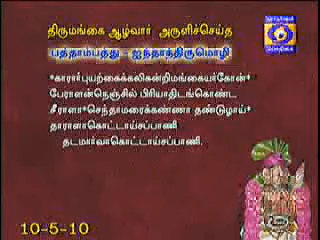 திருமங்கை ஆழ்வார் அருளிச்செய்த
பத்தாம்பத்து - ஐந்தாந்திருமொழி
*காரார்புயற்கைக்கலிகன்றிமங்கையர்கோன்*
பேராளன்நெஞ்சில் பிரியாதிடங்கொண்ட
சீராளா*செந்தாமரைக்கண்ணா தண்டுழாய்*
தாராளாகொட்டாய்சப்பாணி
தடமார்வாகொட்டாய்சப்பாணி.
10-5-10